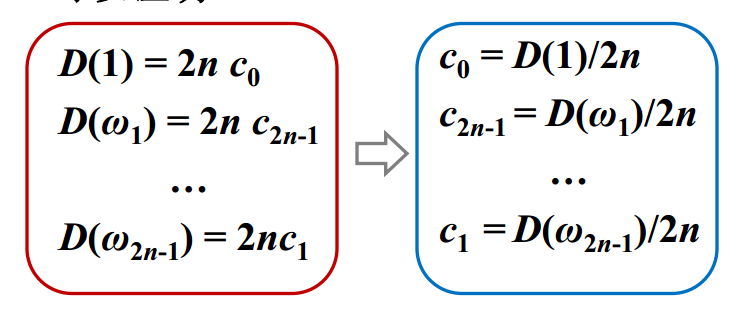 D(1) = 2n c₀
D(ω₁) = 2n c₂ₙ₋₁
…
D(ω₂ₙ₋₁) = 2nc₁
c₀ = D(1)/2n
c₂ₙ₋₁ = D(ω₁)/2n
…
c₁ = D(ω₂ₙ₋₁)/2n